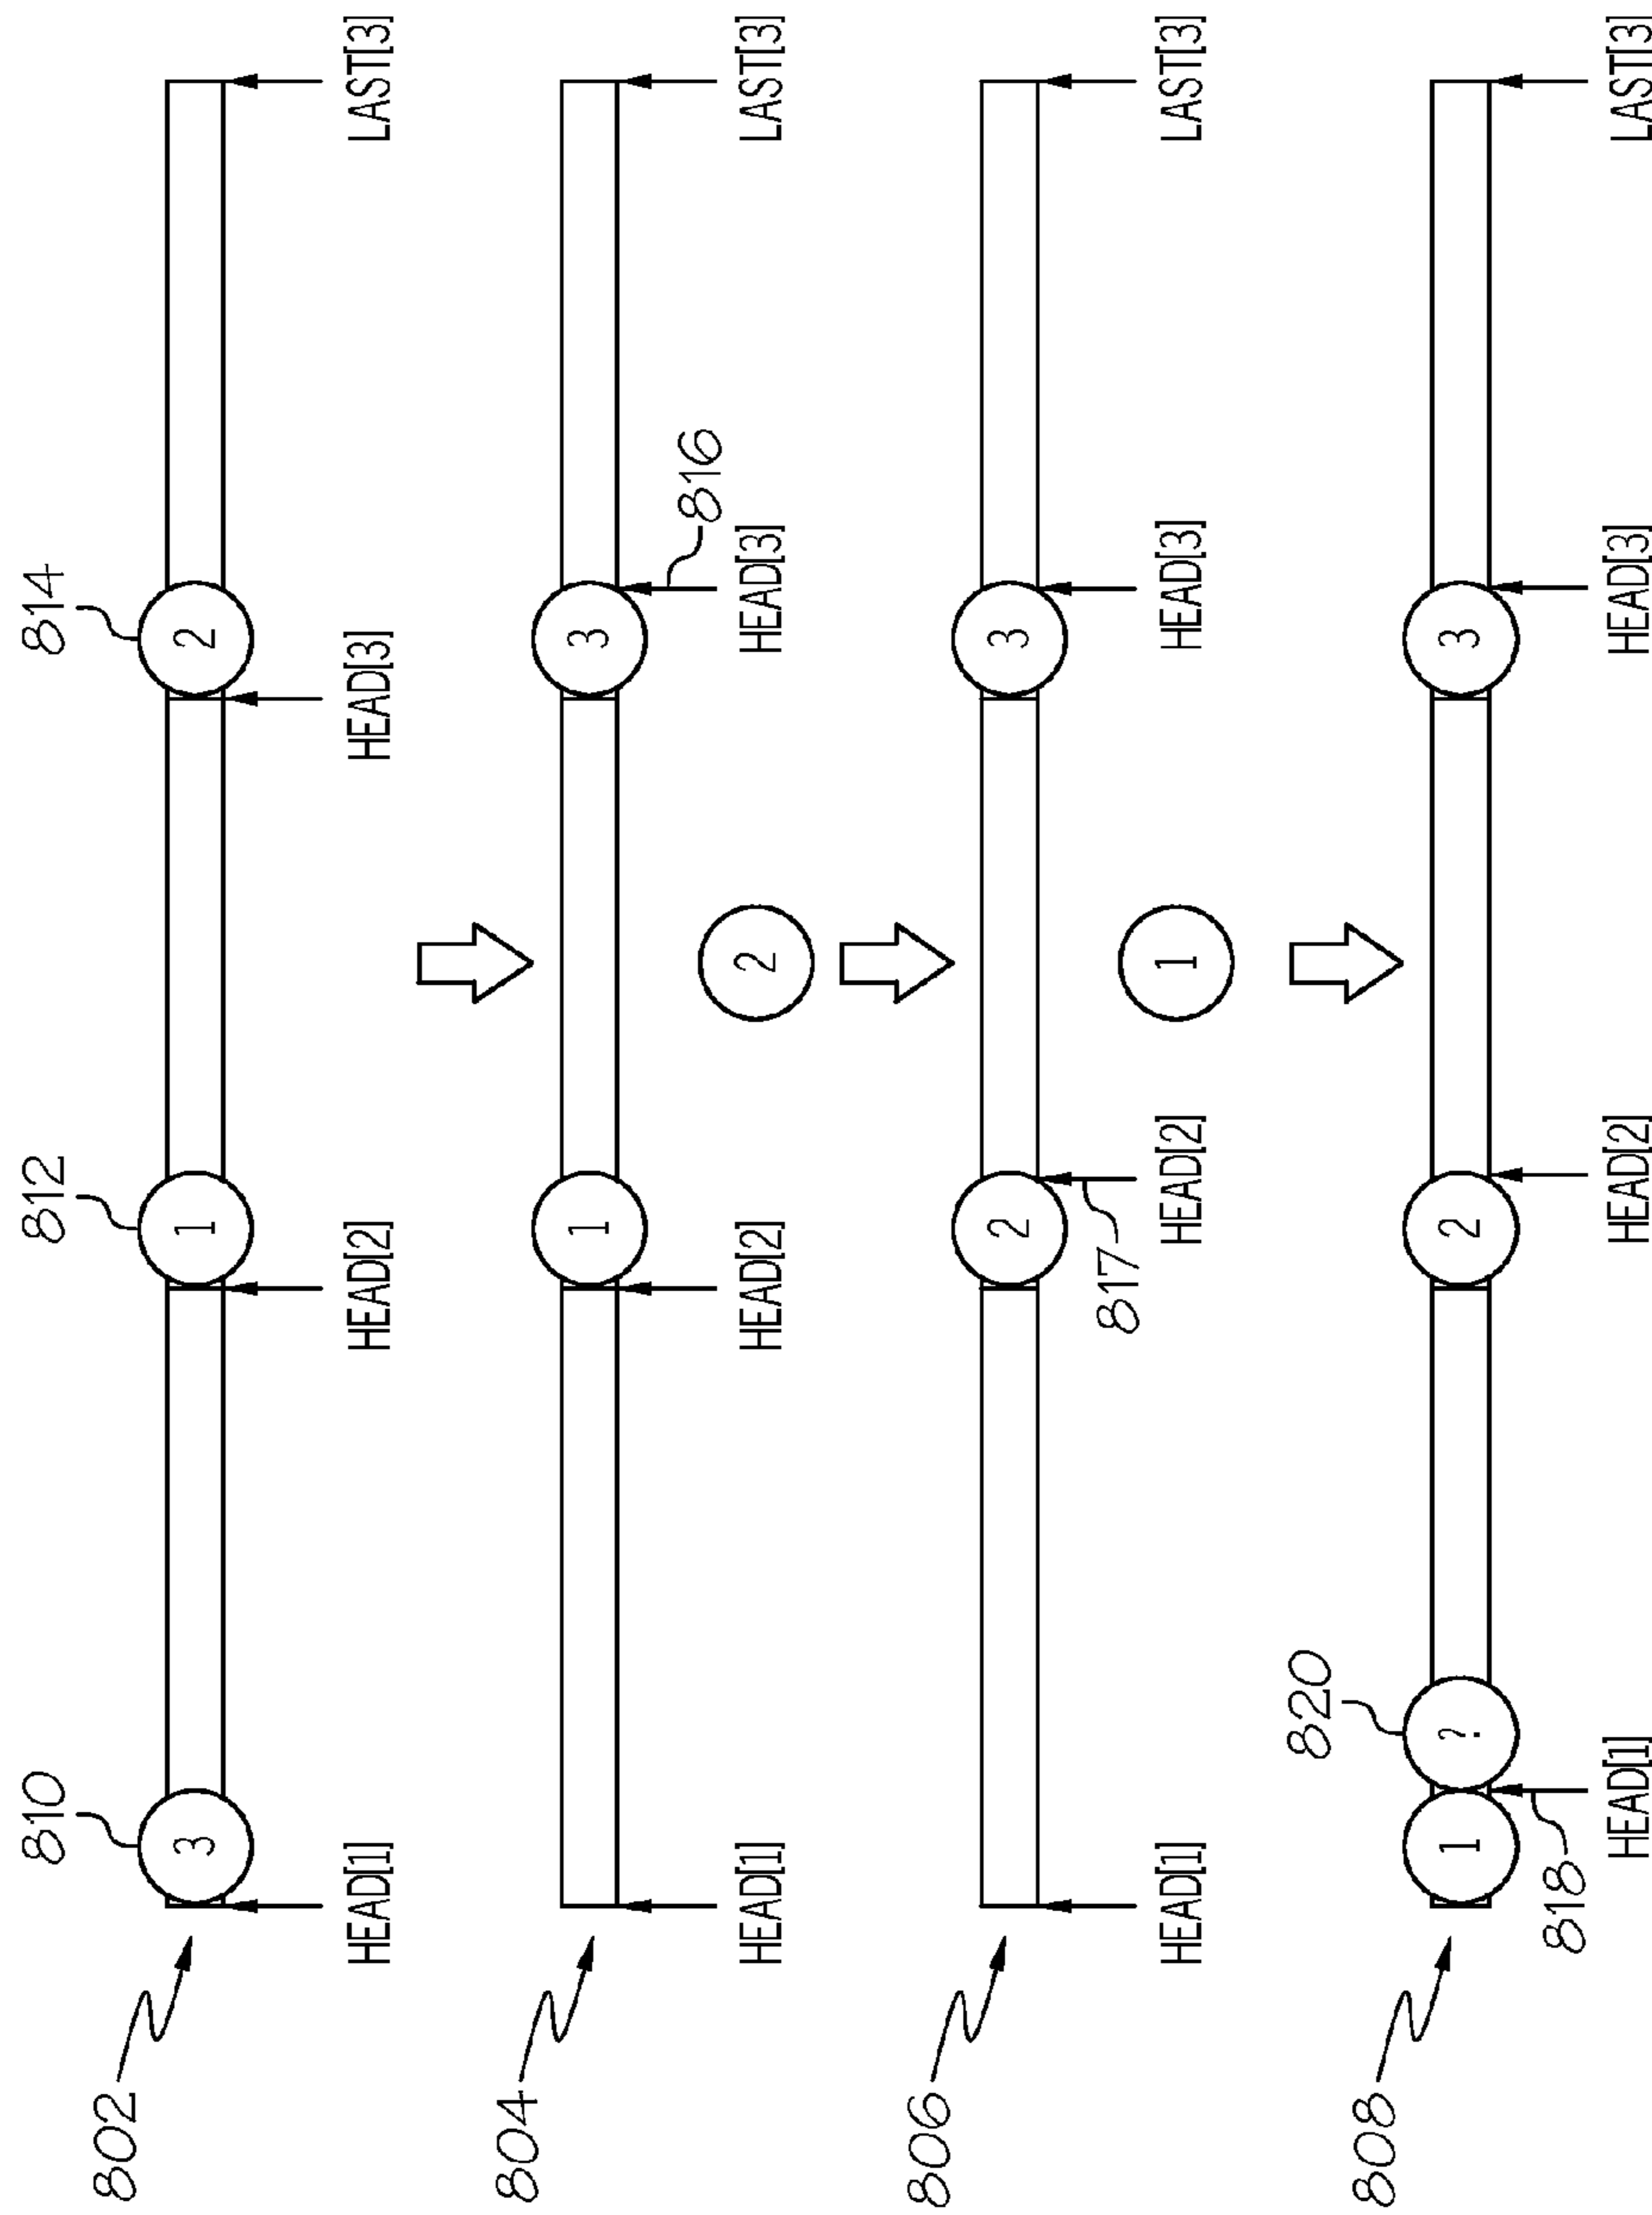 810 812 814
802 3 1 2
HEAD[1] HEAD[2] HEAD[3] LAST[3]
804 1 3
816
HEAD[1] HEAD[2] 2 HEAD[3] LAST[3]
806 2 3
817
HEAD[1] HEAD[2] 1 HEAD[3] LAST[3]
820
808 1 ? 2 3
818
HEAD[1] HEAD[2] HEAD[3] LAST[3]